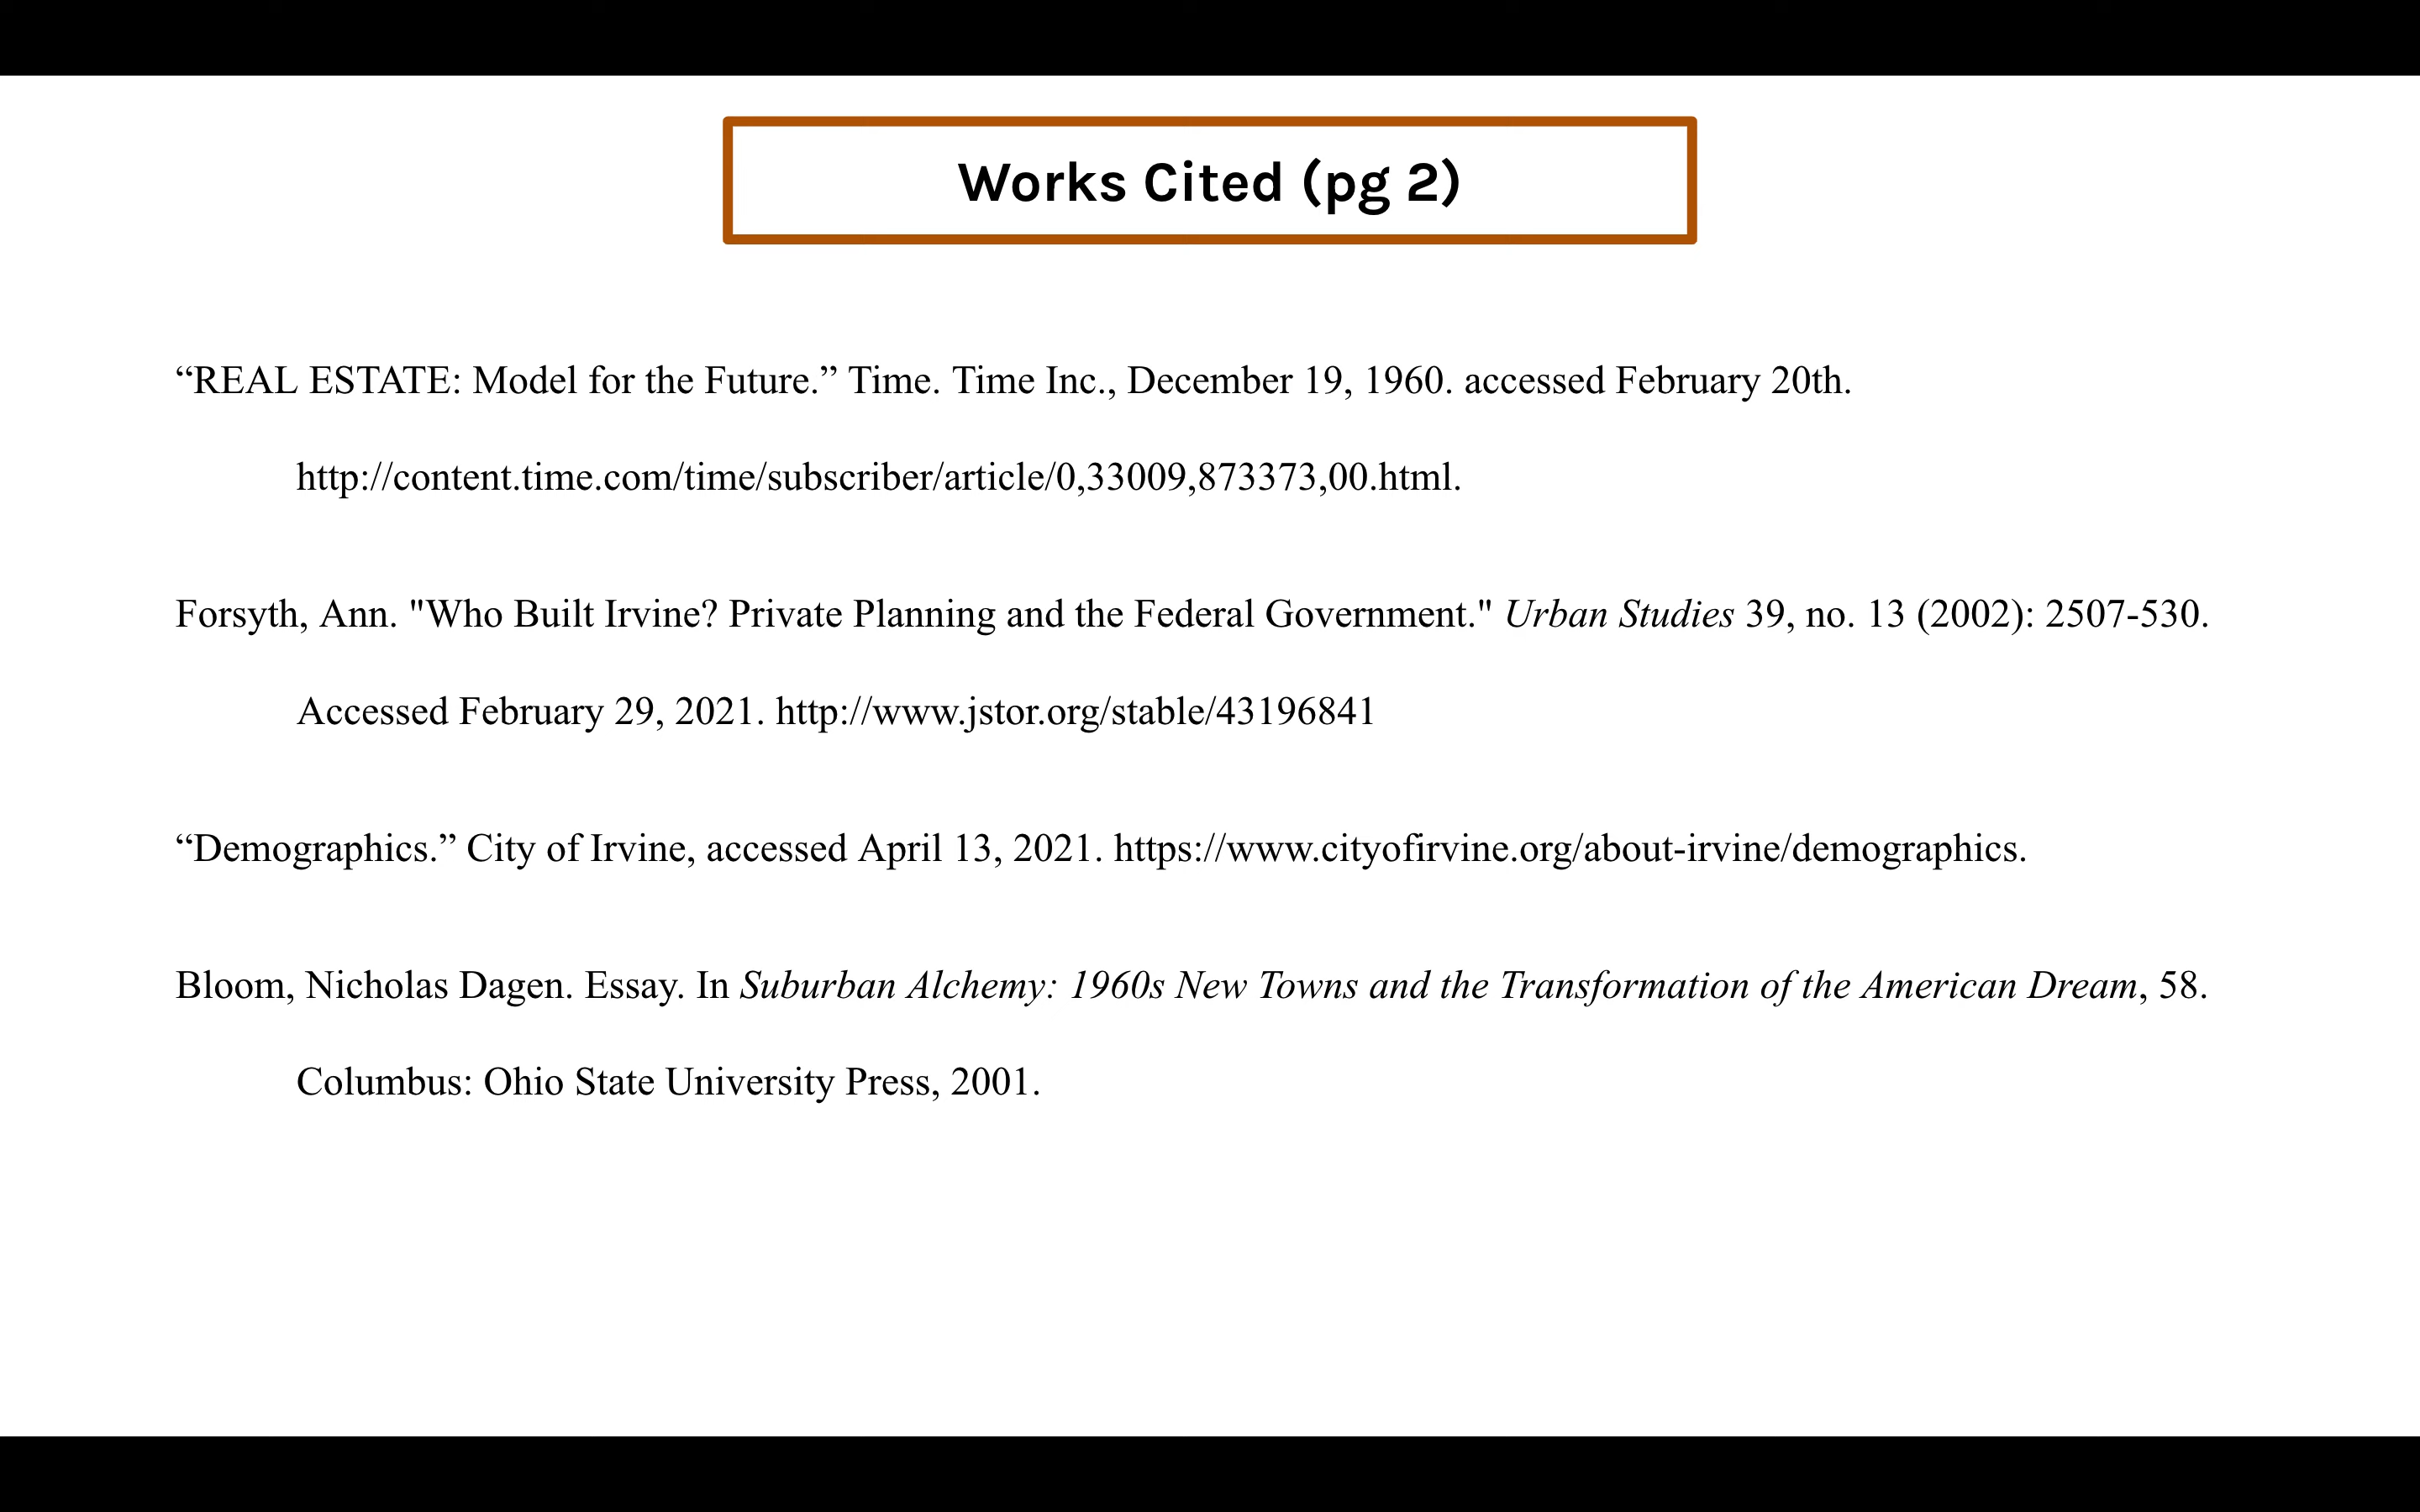 Works Cited (pg 2)
“REAL ESTATE: Model for the Future.” Time. Time Inc., December 19, 1960. accessed February 20th.
http://content.time.com/time/subscriber/article/0,33009,873373,00.html.
Forsyth, Ann. "Who Built Irvine? Private Planning and the Federal Government." Urban Studies 39, no. 13 (2002): 2507-530.
Accessed February 29, 2021. http://www.jstor.org/stable/43196841
“Demographics.” City of Irvine, accessed April 13, 2021. https://www.cityofirvine.org/about-irvine/demographics.
Bloom, Nicholas Dagen. Essay. In Suburban Alchemy: 1960s New Towns and the Transformation of the American Dream, 58.
Columbus: Ohio State University Press, 2001.